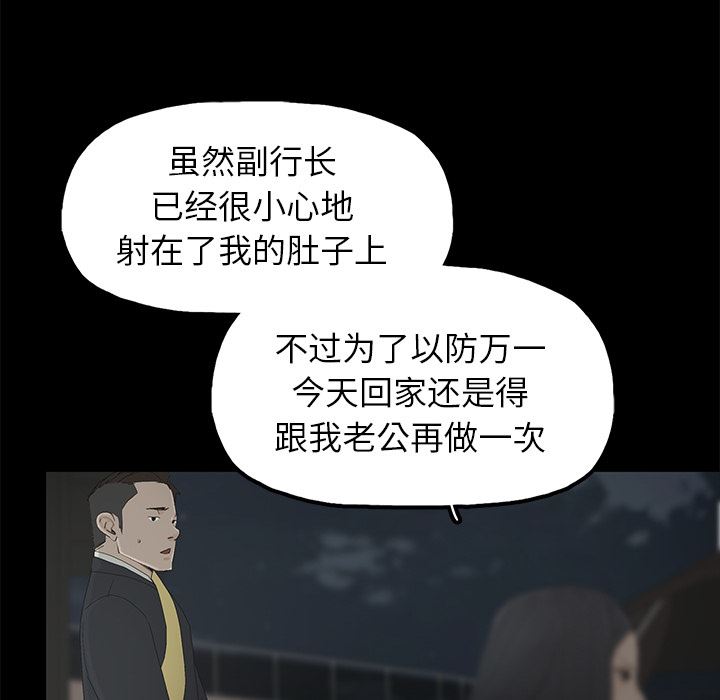 虽然副行长
已经很小心地
射在了我的肚子上
不过为了以防万一
今天回家还是得
跟我老公再做一次